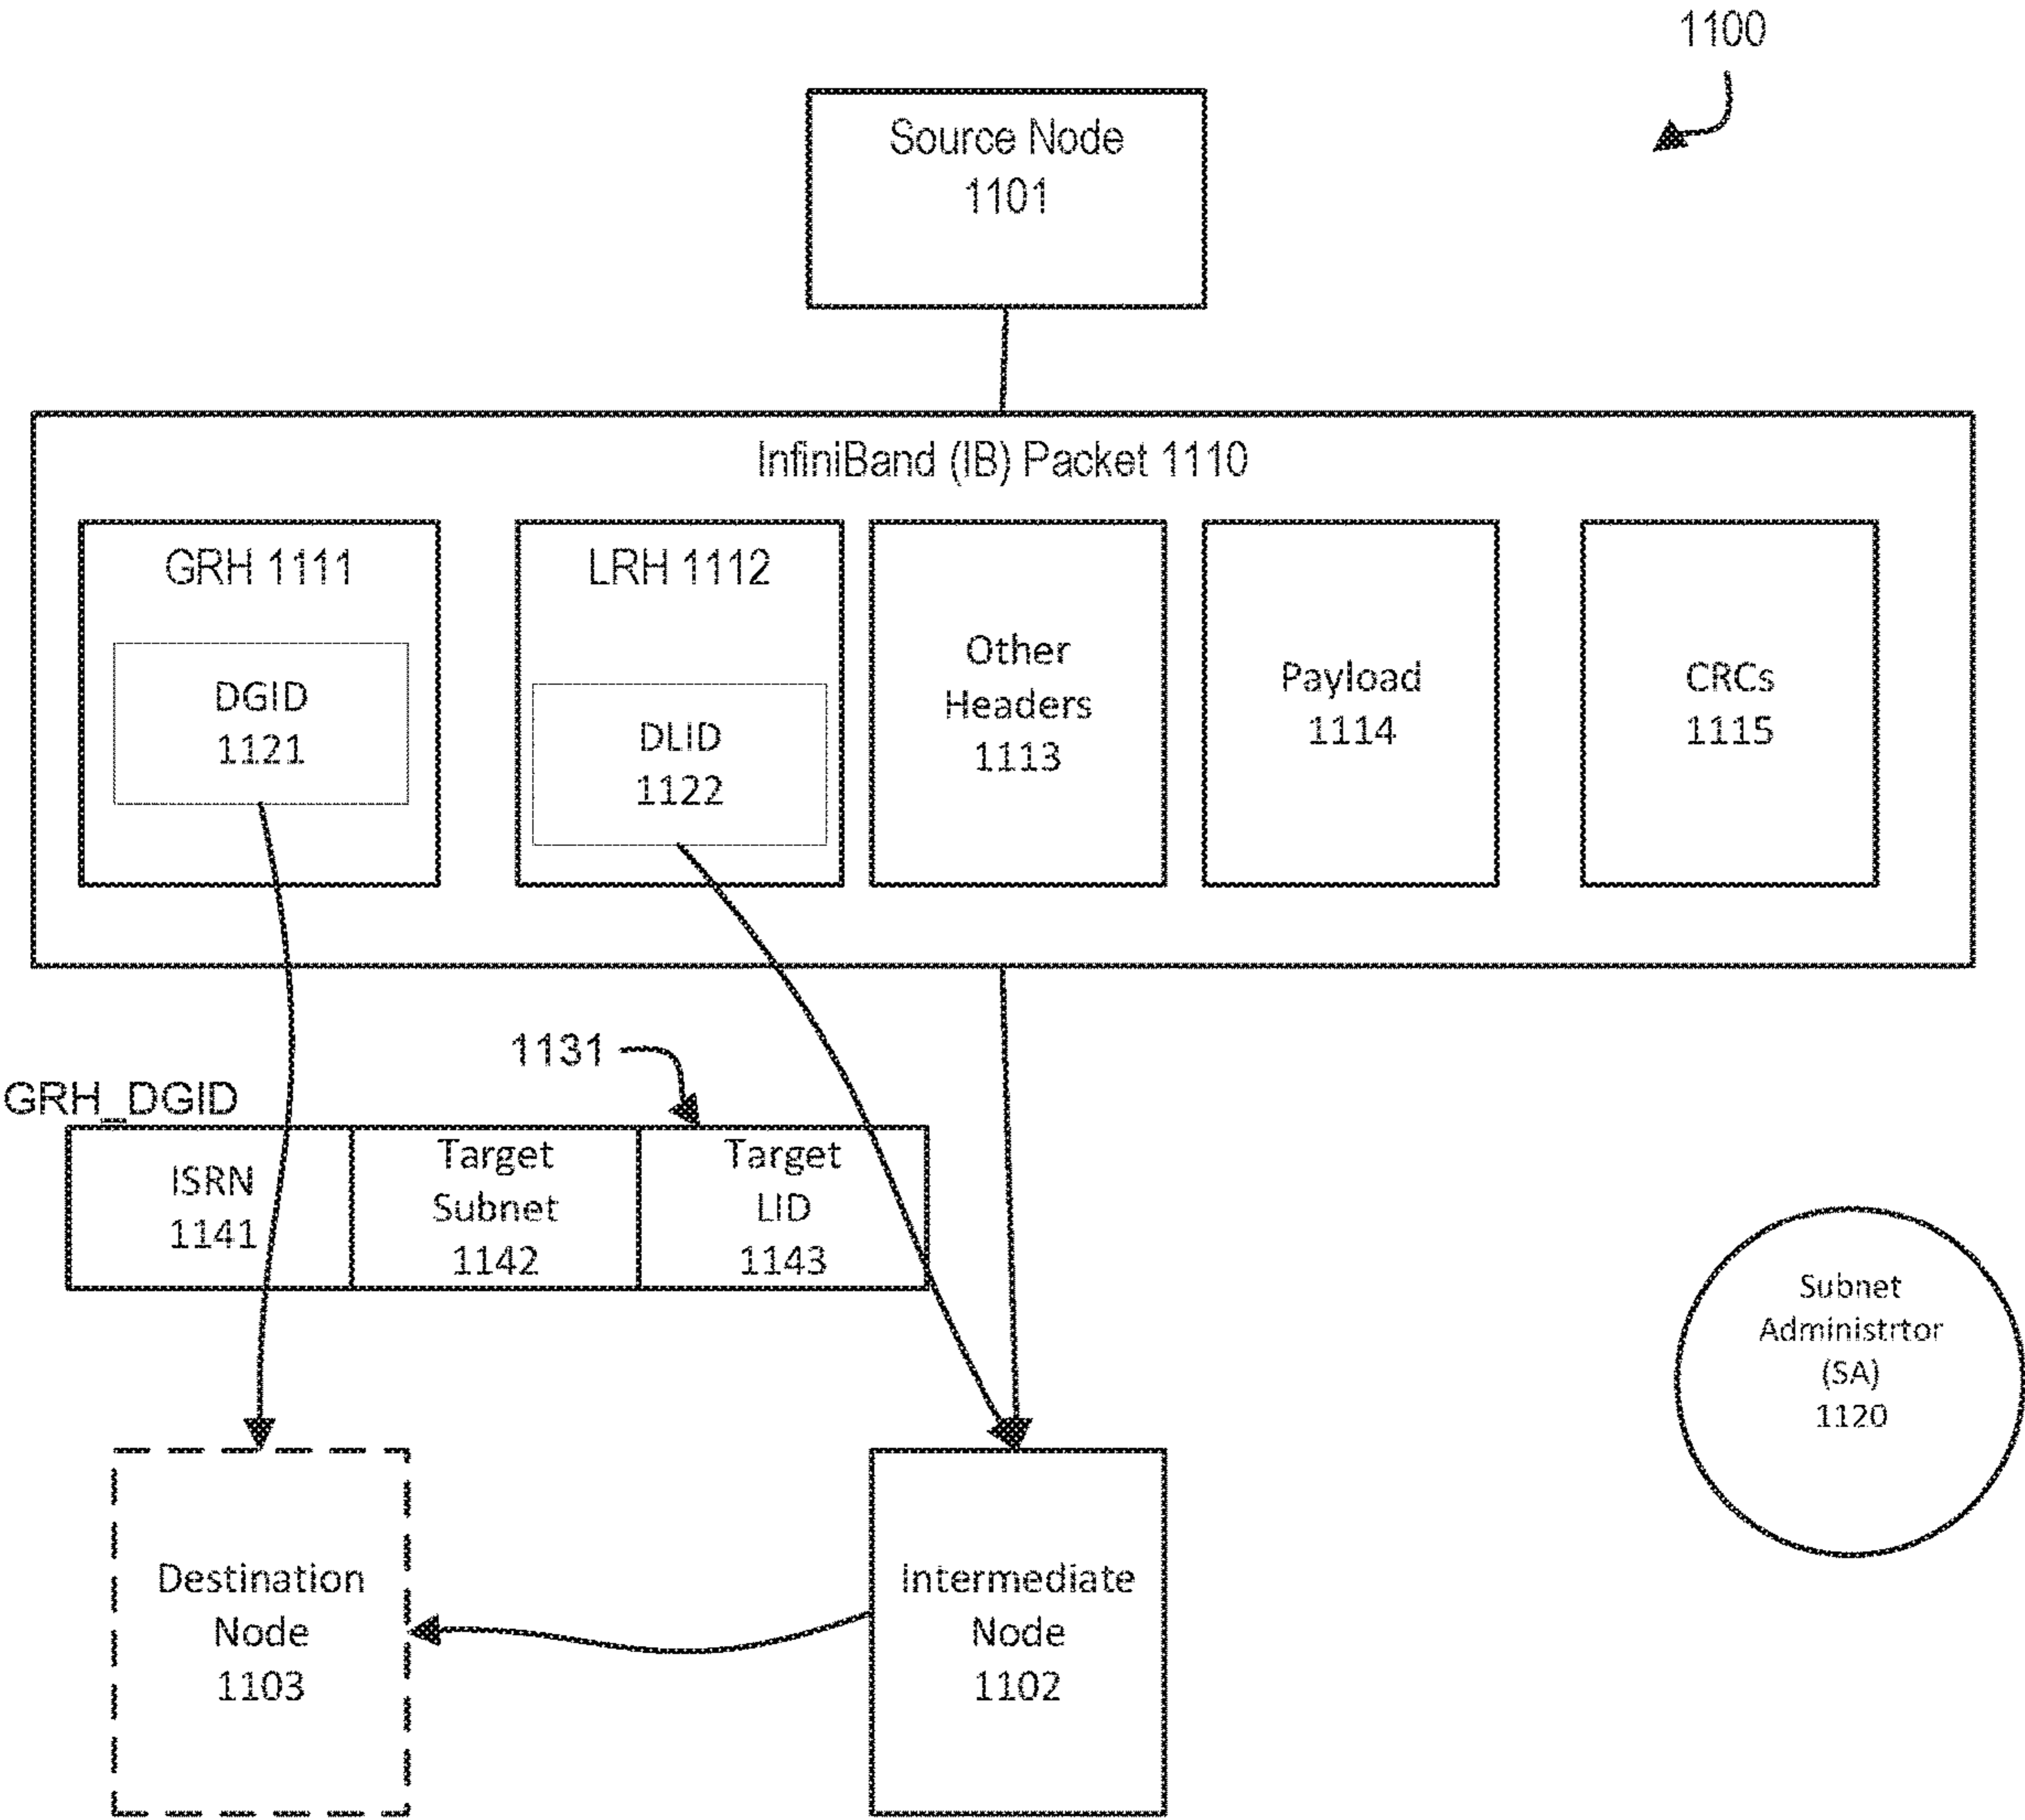 1100
Source Node
1101
InfiniBand (IB) Packet 1110
GRH 1111
DGID
1121
LRH 1112
DLID
1122
Other
Headers
1113
Payload
1114
CRCs
1115
1131
GRH_DGID
ISRN
1141
Target
Subnet
1142
Target
LID
1143
Subnet
Administrtor
(SA)
1120
Destination
Node
1103
Intermediate
Node
1102